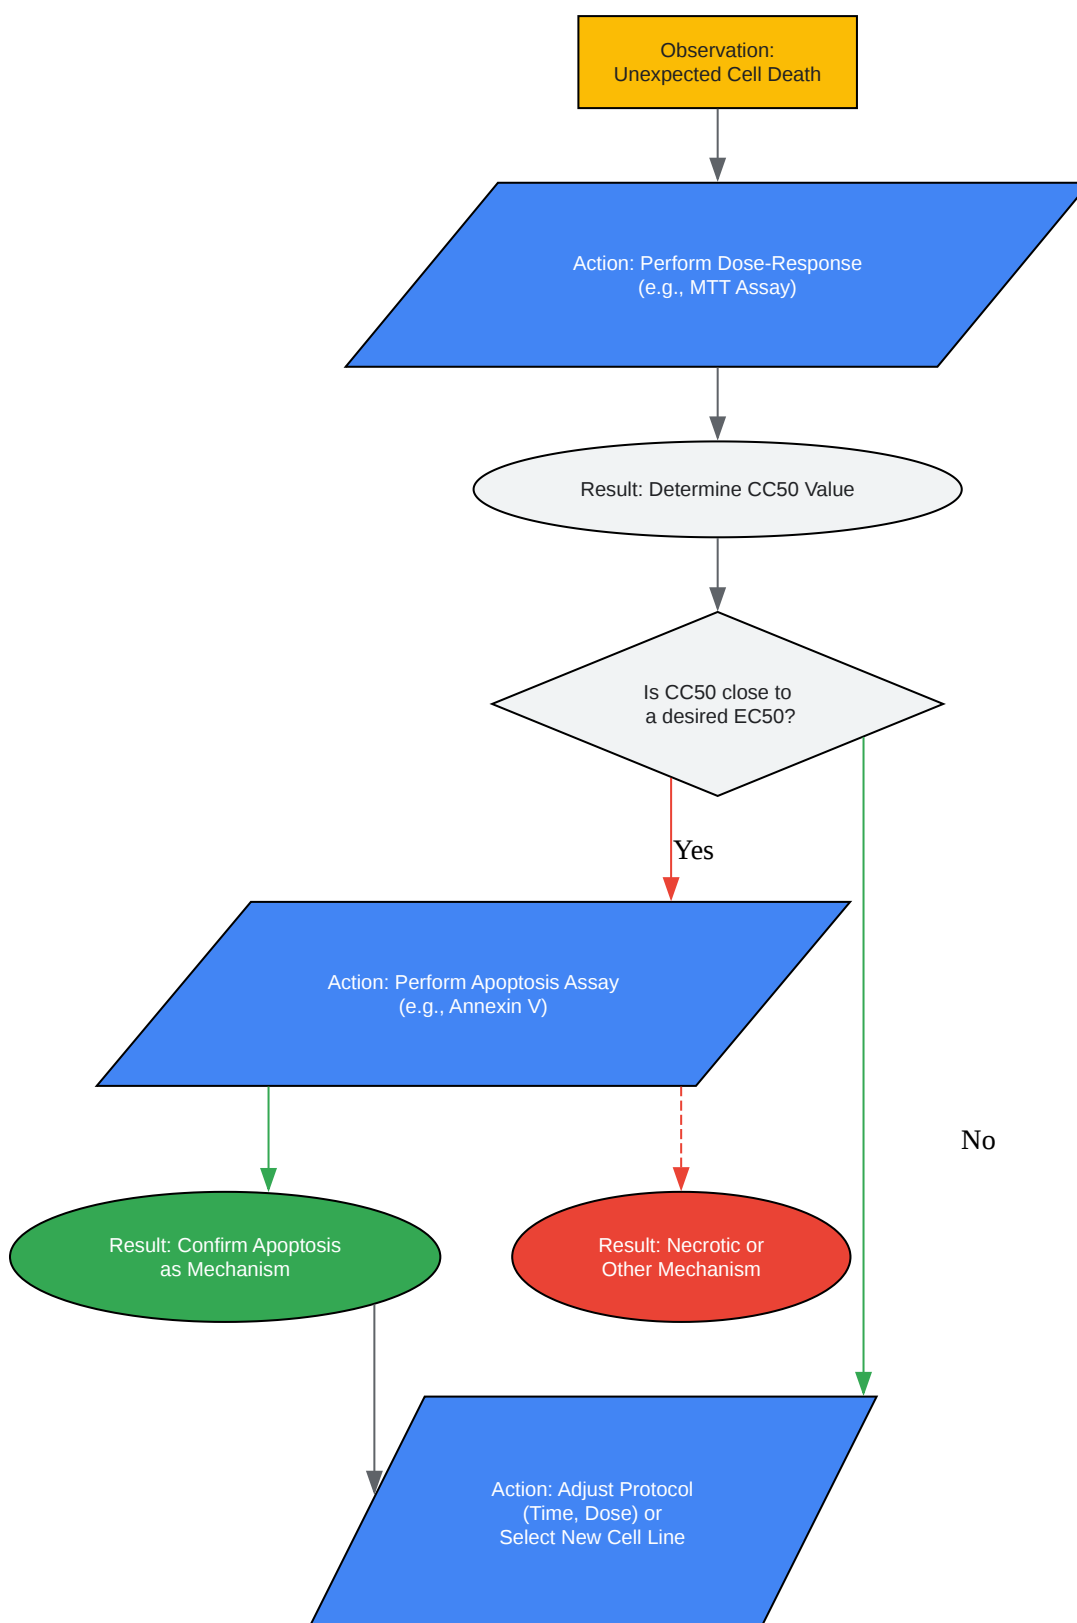 Observation:
Unexpected Cell Death
Action: Perform Dose-Response
(e.g., MTT Assay)
Result: Determine CC50 Value
Is CC50 close to
a desired EC50?
Yes
Action: Perform Apoptosis Assay
(e.g., Annexin V)
No
Result: Confirm Apoptosis
as Mechanism
Result: Necrotic or
Other Mechanism
Action: Adjust Protocol
(Time, Dose) or
Select New Cell Line